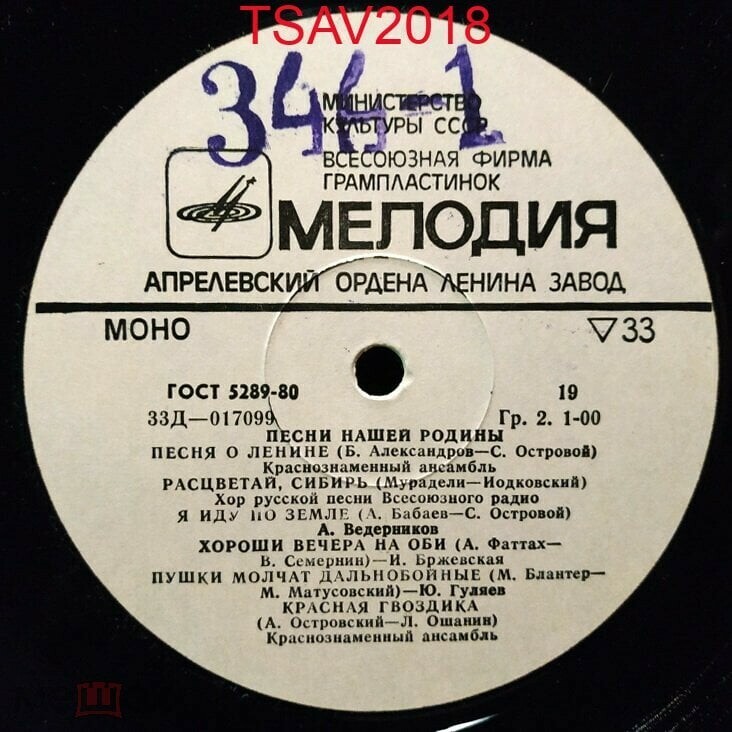 TSAV2018
346-1
МИНИСТЕРСТВО
КУЛЬТУРЫ СССР
ВСЕСОЮЗНАЯ ФИРМА
ГРАМПЛАСТИНОК
МЕЛОДИЯ
АПРЕЛЕВСКИЙ ОРДЕНА ЛЕНИНА ЗАВОД
МОНО ▽33
ГОСТ 5289-80 19
33Д—017099 Гр. 2. 1-00
ПЕСНИ НАШЕЙ РОДИНЫ
ПЕСНЯ О ЛЕНИНЕ (Б. Александров—С. Островой)
Краснознаменный ансамбль
РАСЦВЕТАЙ, СИБИРЬ (Мурадели—Иодковский)
Хор русской песни Всесоюзного радио
Я ИДУ ПО ЗЕМЛЕ (А. Бабаев—С. Островой)
А. Ведерников
ХОРОШИ ВЕЧЕРА НА ОБИ (А. Фаттах—
В. Семернин)—И. Бржевская
ПУШКИ МОЛЧАТ ДАЛЬНОБОЙНЫЕ (М. Блантер—
М. Матусовский)—Ю. Гуляев
КРАСНАЯ ГВОЗДИКА
(А. Островский—Л. Ошанин)
Краснознаменный ансамбль